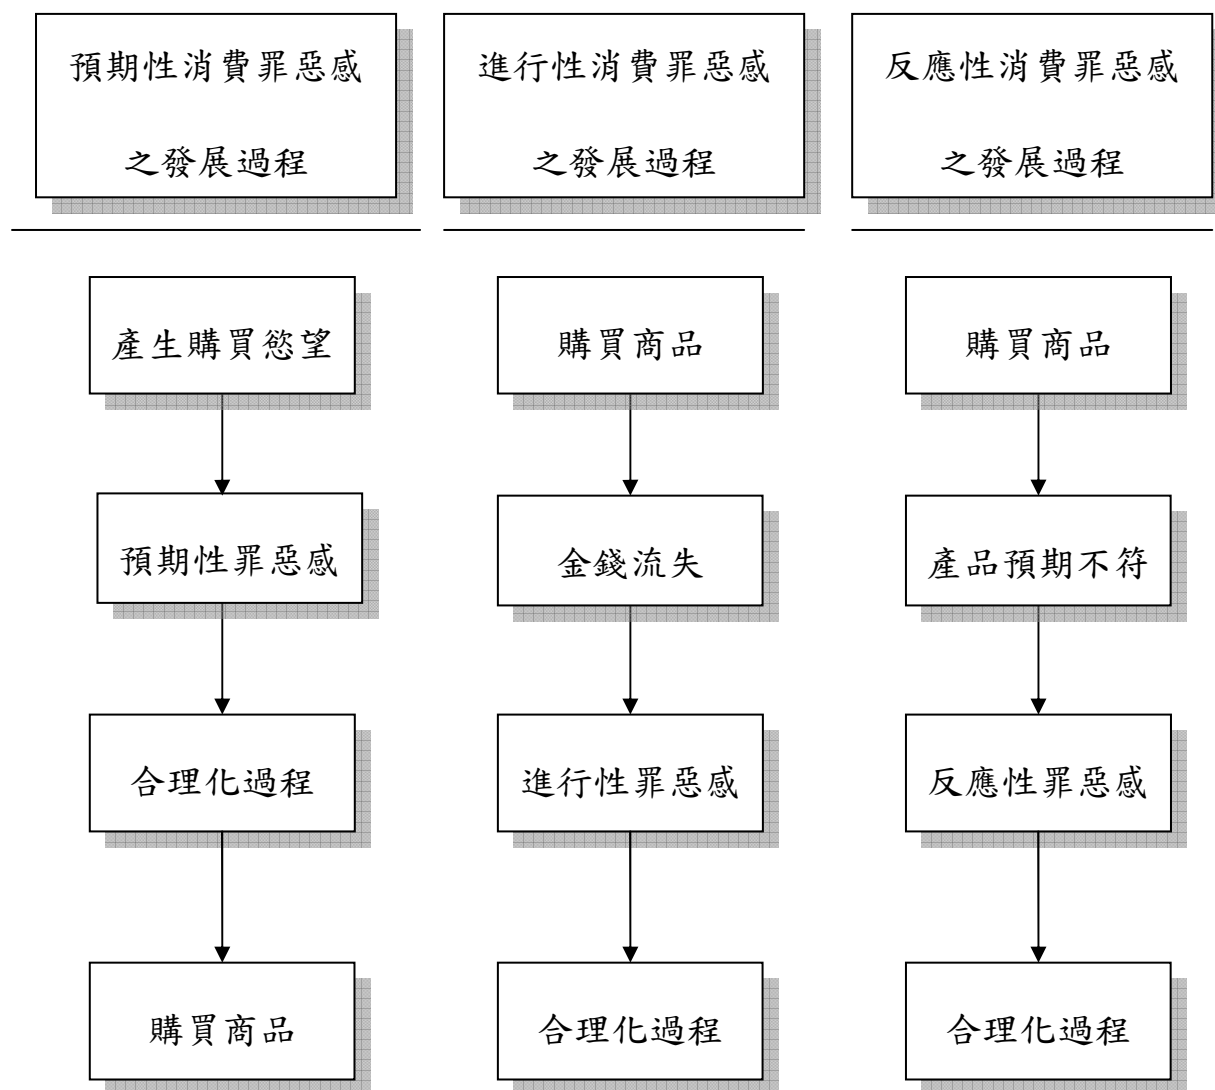 預期性消費罪惡感
之發展過程
進行性消費罪惡感
之發展過程
反應性消費罪惡感
之發展過程
產生購買慾望
預期性罪惡感
合理化過程
購買商品
購買商品
金錢流失
進行性罪惡感
合理化過程
購買商品
產品預期不符
反應性罪惡感
合理化過程